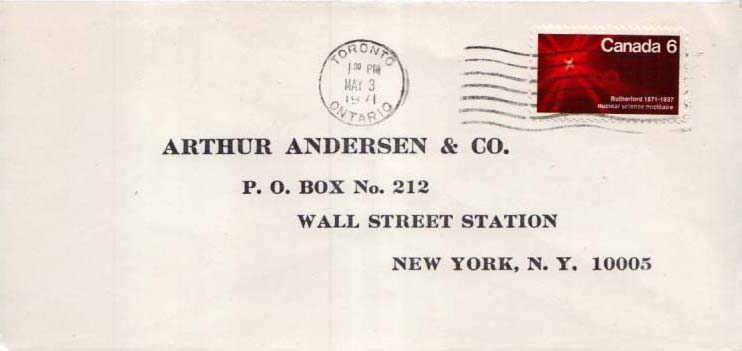 TORONTO
1 30 PM
MAY 3
1971
ONTARIO
Canada 6
Rutherford 1871-1937
nuclear science nucléaire
ARTHUR ANDERSEN & CO.
P. O. BOX No. 212
WALL STREET STATION
NEW YORK, N. Y. 10005